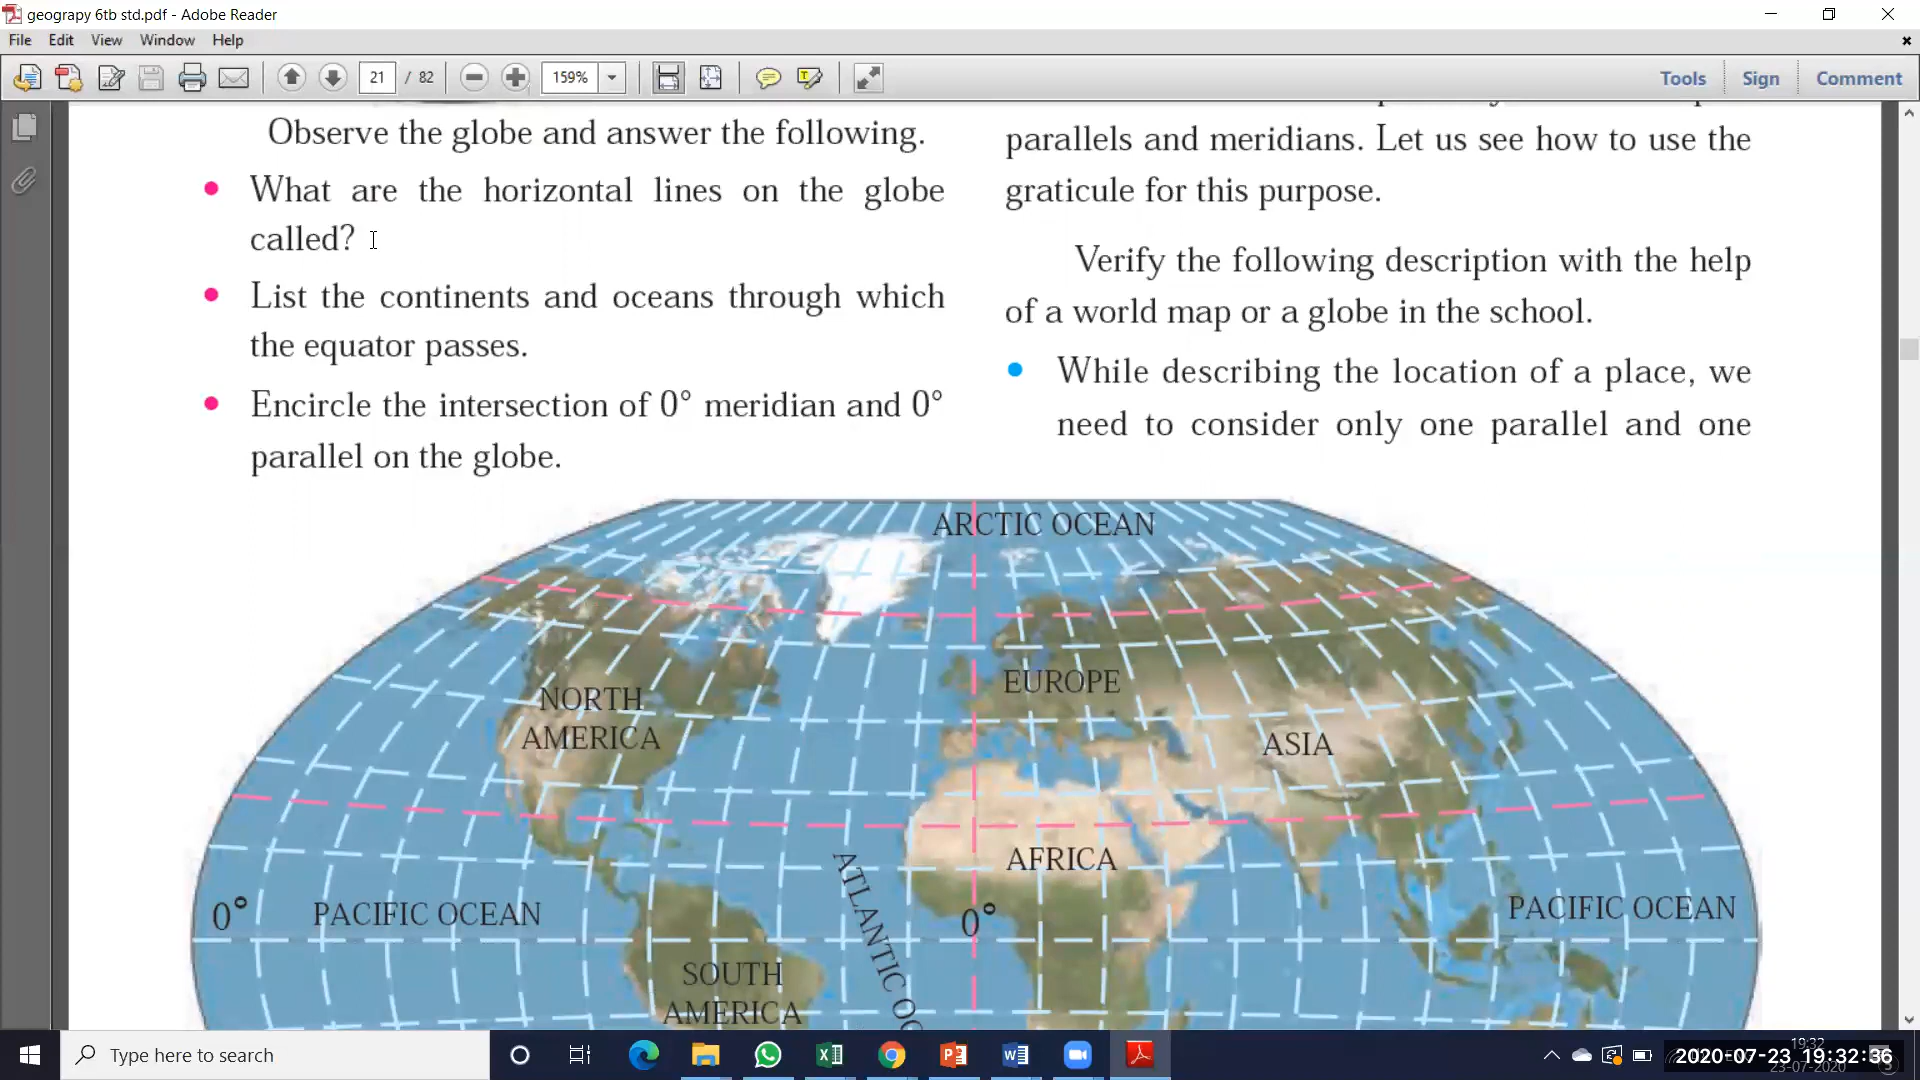 geograpy 6tb std.pdf - Adobe Reader
File Edit View Window Help
21 / 82
159%
Tools Sign Comment
Observe the globe and answer the following.
• What are the horizontal lines on the globe
called?
• List the continents and oceans through which
the equator passes.
• Encircle the intersection of 0° meridian and 0°
parallel on the globe.
parallels and meridians. Let us see how to use the
graticule for this purpose.
Verify the following description with the help
of a world map or a globe in the school.
• While describing the location of a place, we
need to consider only one parallel and one
ARCTIC OCEAN
NORTH
AMERICA
EUROPE
ASIA
AFRICA
0°
PACIFIC OCEAN
ATLANTIC
0°
PACIFIC OCEAN
SOUTH
AMERICA
Type here to search
19:32
23-07-2020
2020-07-23 19:32:36